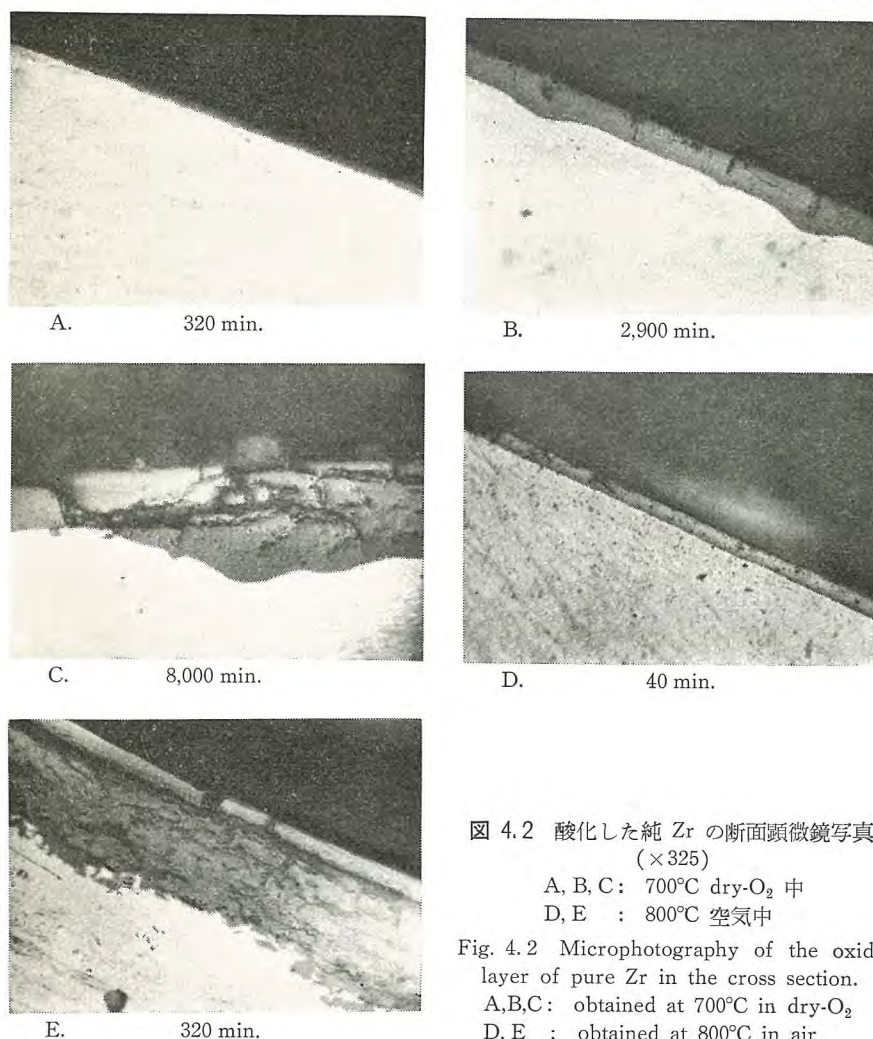 A. 320 min.
B. 2,900 min.
C. 8,000 min.
D. 40 min.
E. 320 min.
図 4.2 酸化した純 Zr の断面顕微鏡写真
(×325)
A, B, C : 700°C dry-O₂ 中
D, E : 800°C 空気中
Fig. 4.2 Microphotography of the oxid
layer of pure Zr in the cross section.
A,B,C : obtained at 700°C in dry-O₂
D, E : obtained at 800°C in air